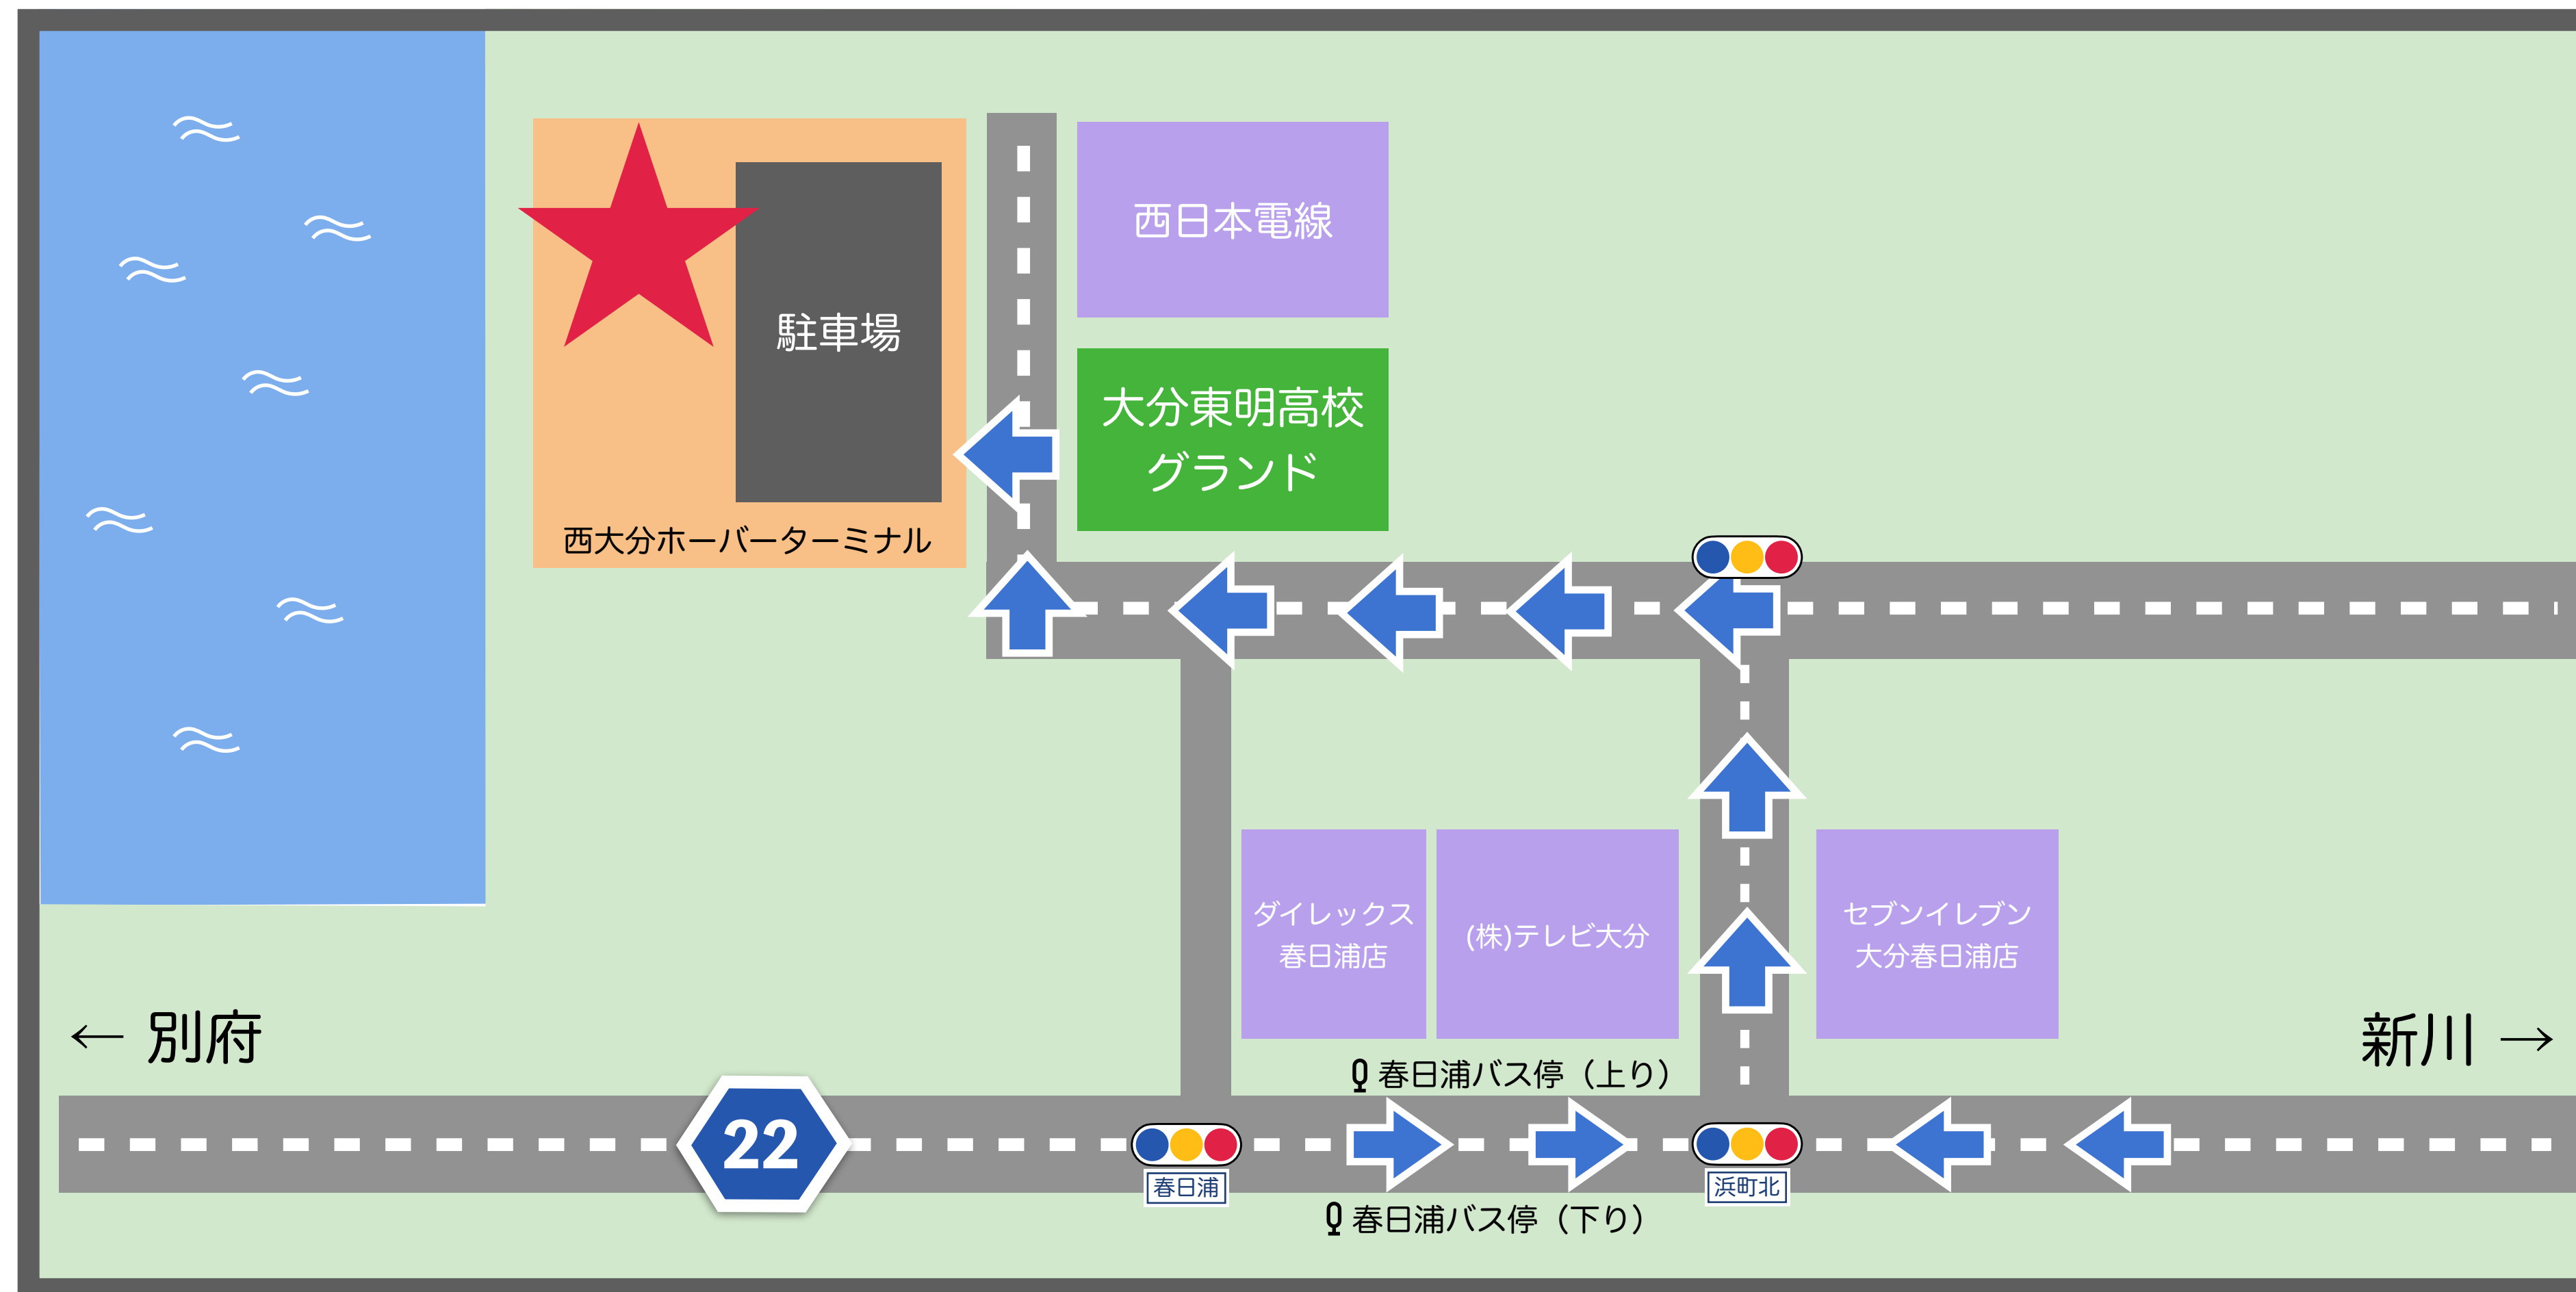 西日本電線
駐車場
大分東明高校
グランド
西大分ホーバーターミナル
ダイレックス
春日浦店
(株)テレビ大分
セブンイレブン
大分春日浦店
← 別府
新川 →
春日浦バス停（上り）
22
春日浦
浜町北
春日浦バス停（下り）